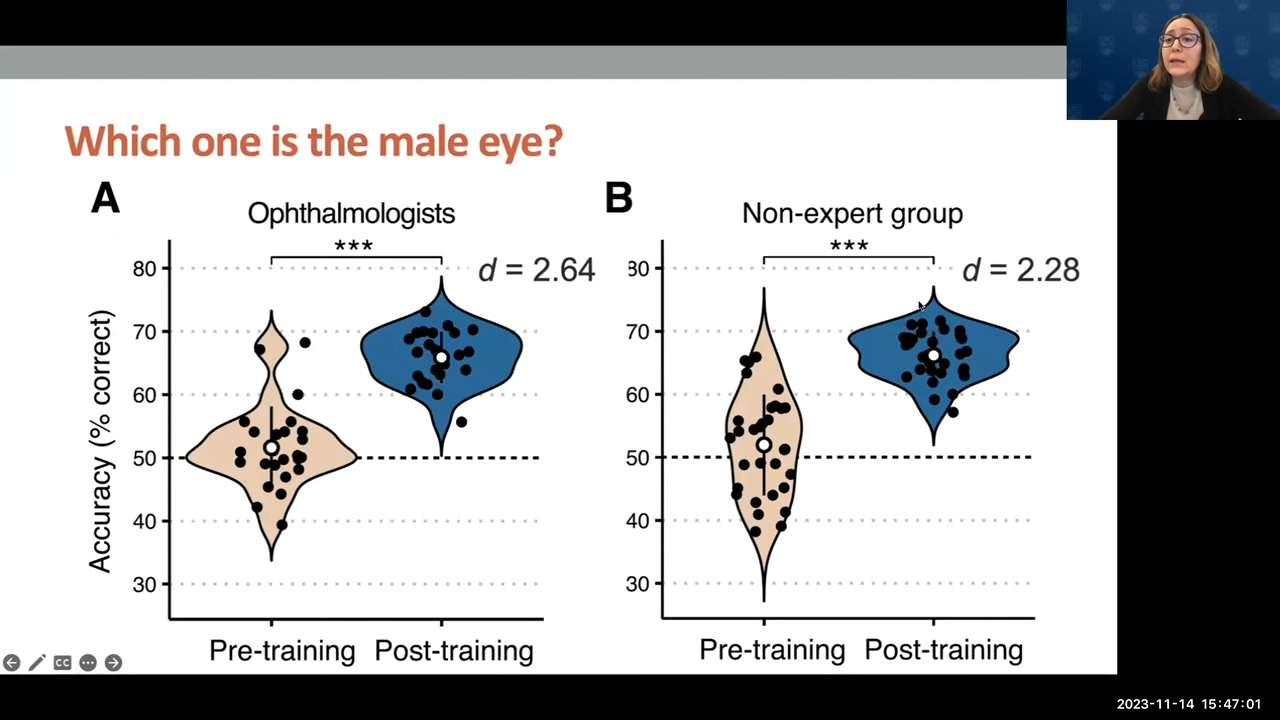 Which one is the male eye?
A
Ophthalmologists
***
d = 2.64
Accuracy (% correct)
80
70
60
50
40
30
Pre-training
Post-training
B
Non-expert group
***
d = 2.28
80
70
60
50
40
30
Pre-training
Post-training
CC
2023-11-14 15:47:01